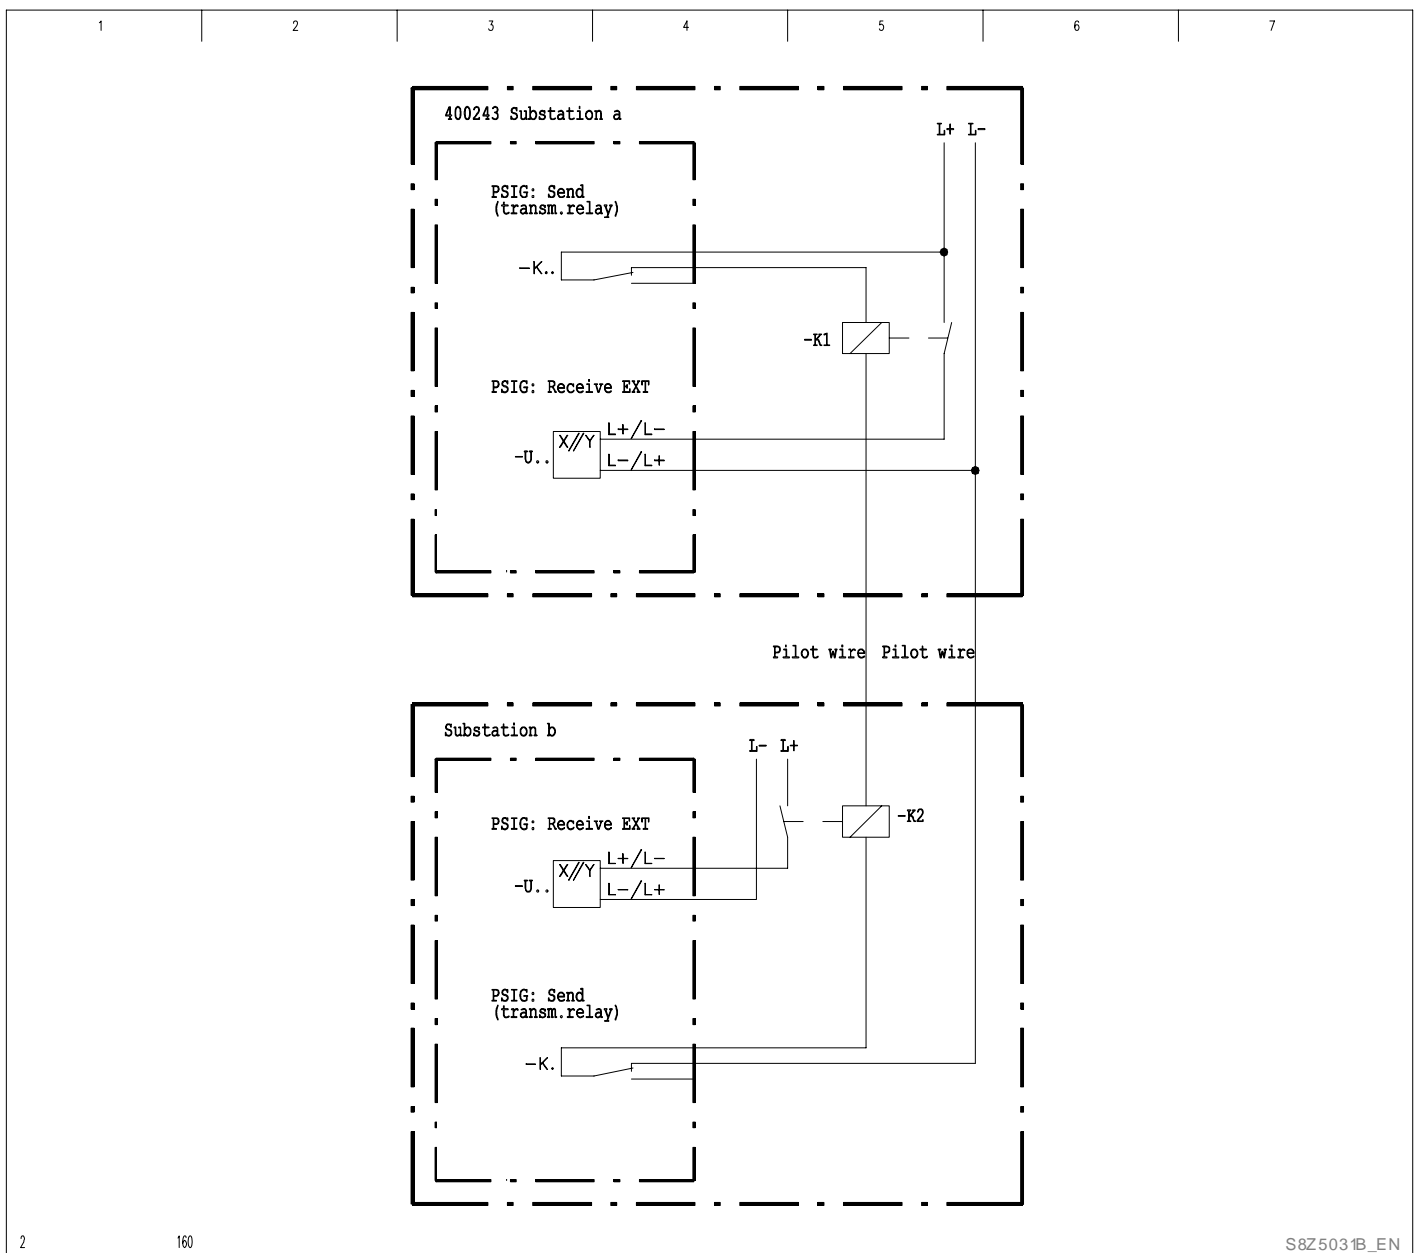 1 2 3 4 5 6 7
400243 Substation a
L+ L-
PSIG: Send
(transm.relay)
-K..
-K1
PSIG: Receive EXT
L+/L-
X//Y
-U..
L-/L+
Pilot wire Pilot wire
Substation b
L- L+
-K2
PSIG: Receive EXT
L+/L-
X//Y
-U..
L-/L+
PSIG: Send
(transm.relay)
-K.
2 160 S8Z5031B_EN